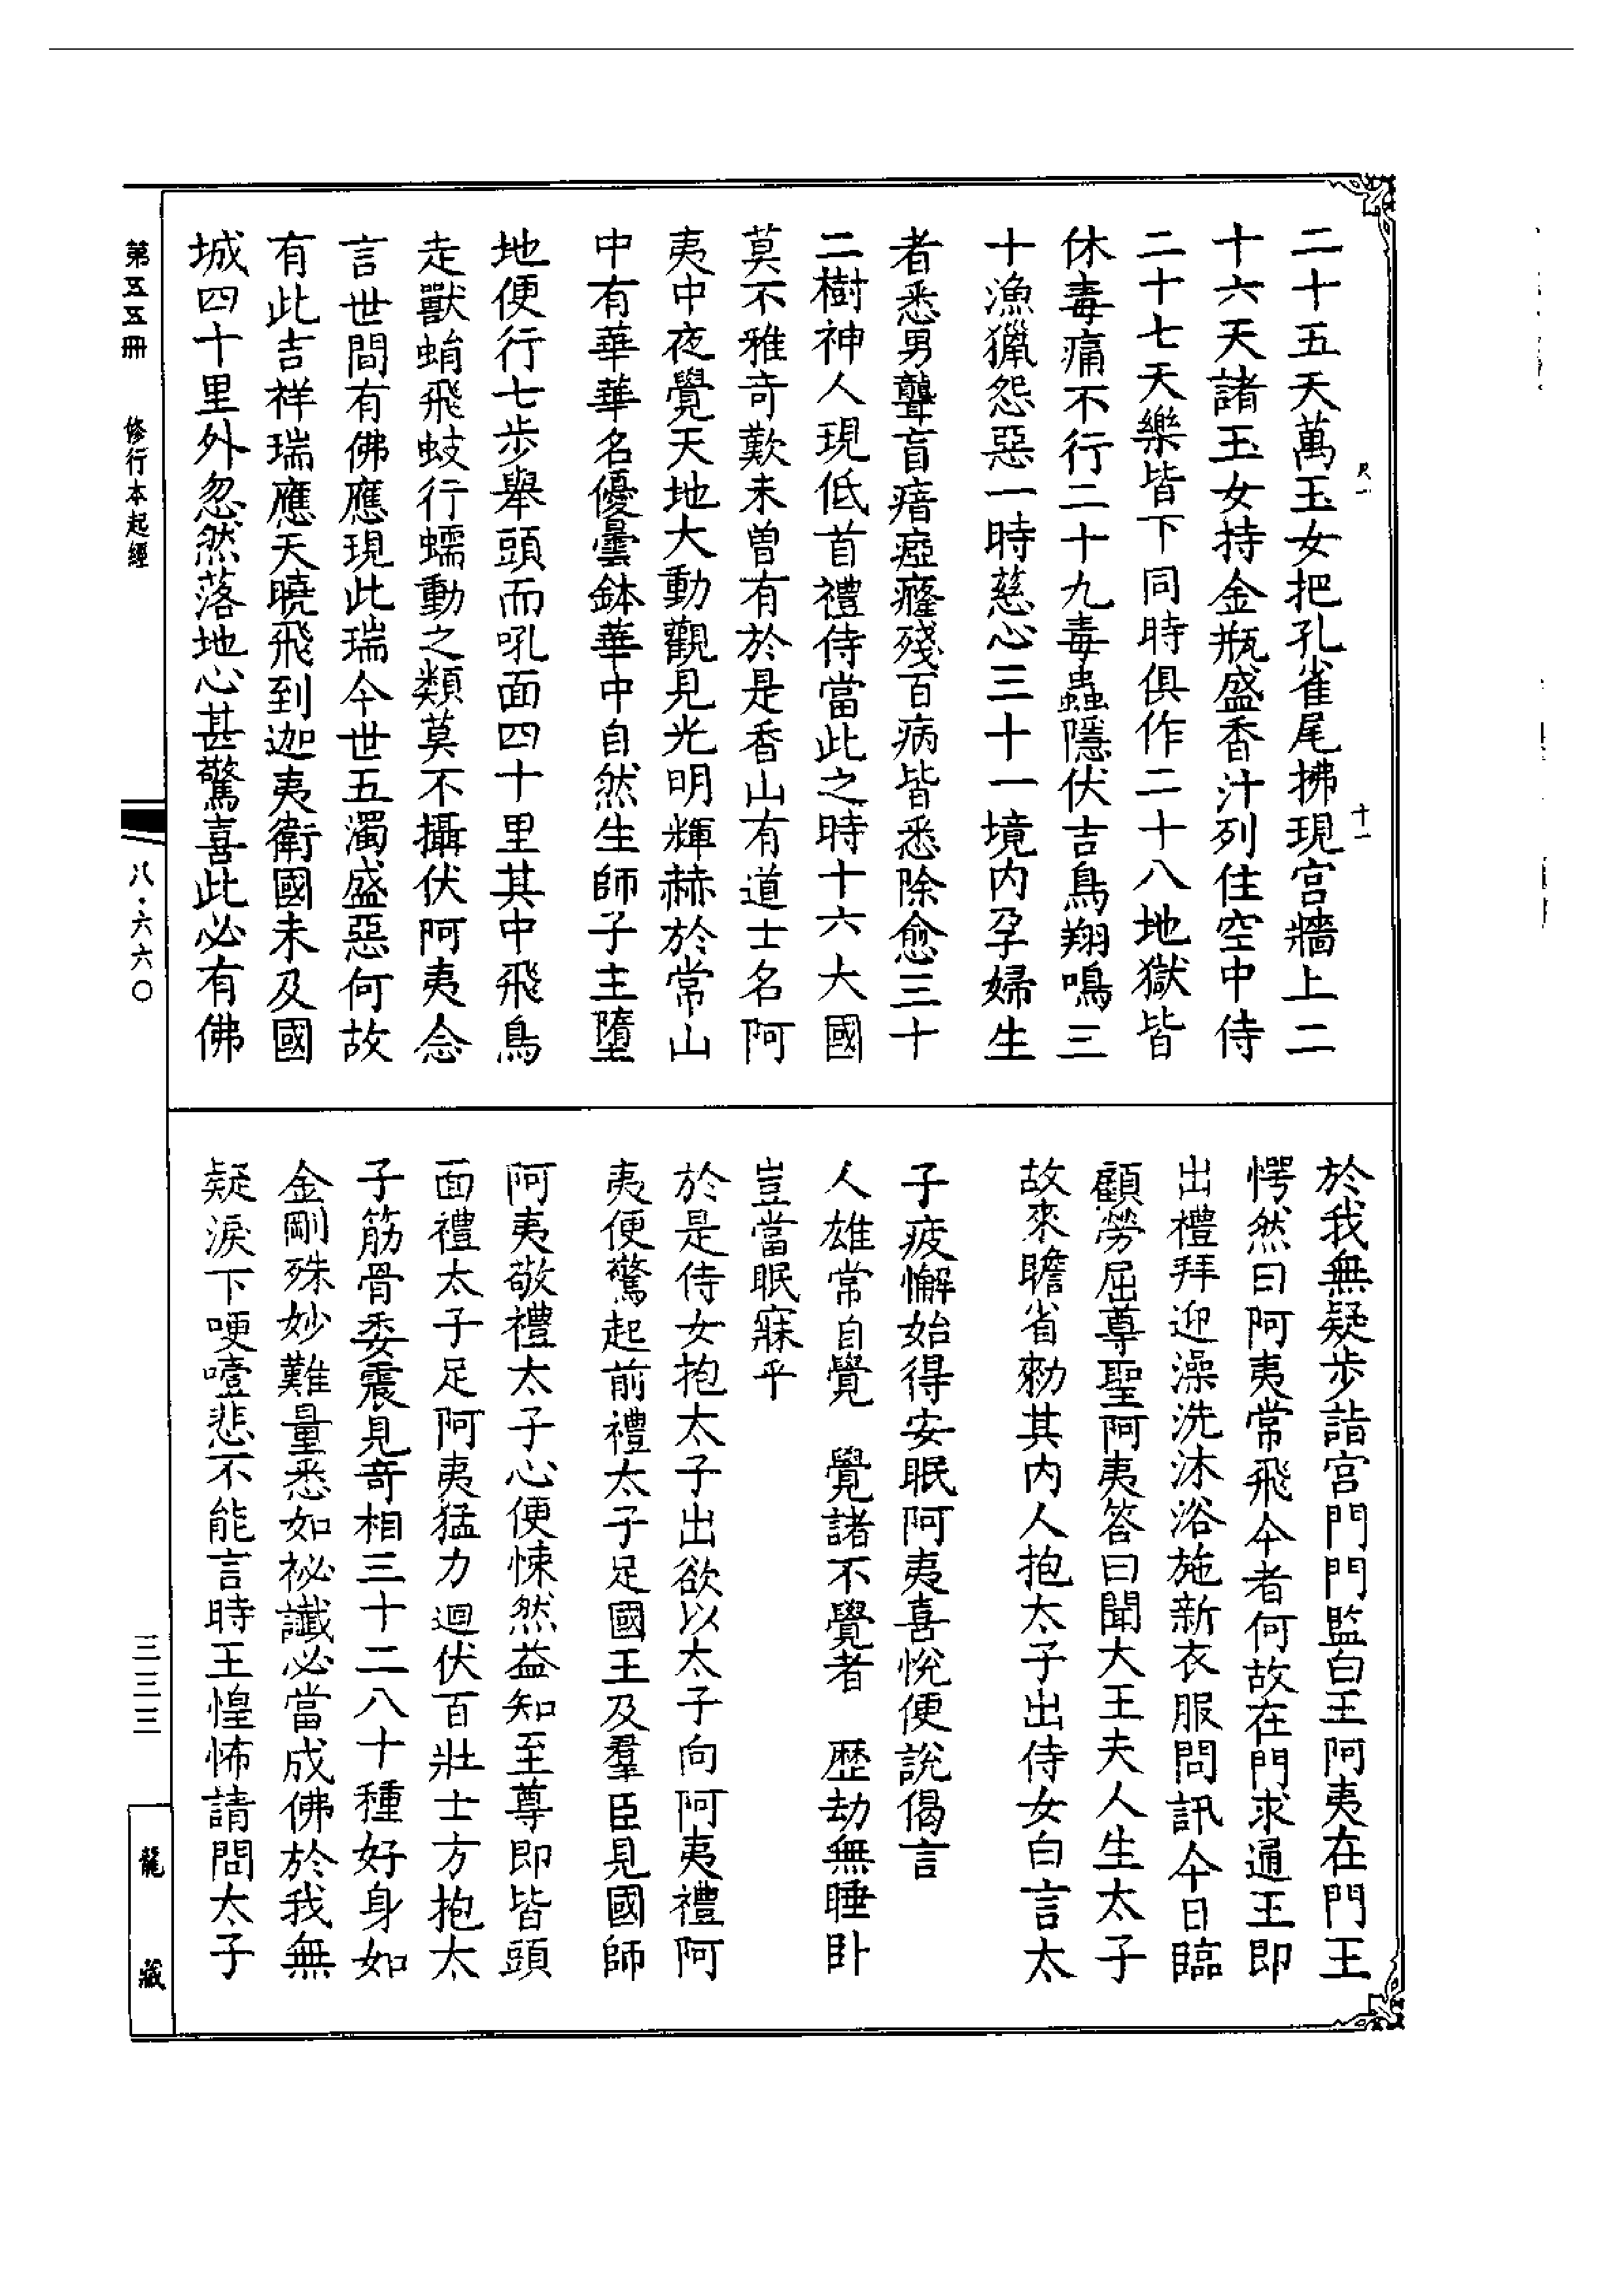 二十五天萬玉女把孔雀尾拂現宮牆上二
十六天諸玉女持金瓶盛香汁列住空中侍
二十七天樂皆下同時俱作二十八地獄皆
休毒痛不行二十九毒蟲隱伏吉鳥翔鳴三
十漁獵怨惡一時慈心三十一境內孕婦生
者悉男聾盲瘖瘂癃殘百病皆悉除愈三十
二樹神人現低首禮侍當此之時十六大國
莫不雅奇歎未曾有於是香山有道士名阿
夷中夜覺天地大動觀見光明輝赫於常山
中有華華名優曇鉢華中自然生師子王墮
地便行七步舉頭而吼面四十里其中飛鳥
走獸蛸飛蚑行蠕動之類莫不攝伏阿夷念
言世間有佛應現此瑞今世五濁盛惡何故
有此吉祥瑞應天曉飛到迦夷衛國未及國
城四十里外忽然落地心甚驚喜此必有佛
於我無疑步詣宮門門監白王阿夷在門王
愕然曰阿夷常飛今者何故在門求通王即
出禮拜迎澡洗沐浴施新衣服問訊今日臨
顧勞屈尊聖阿夷答曰聞大王夫人生太子
故來瞻省勑其內人抱太子出侍女白言太
子疲懈始得安眠阿夷喜悅便說偈言
人雄常自覺　覺諸不覺者　歷劫無睡臥
豈當眠寐乎
於是侍女抱太子出欲以太子向阿夷禮阿
夷便驚起前禮太子足國王及羣臣見國師
阿夷敬禮太子心便悚然益知至尊即皆頭
面禮太子足阿夷猛力迴伏百壯士方抱太
子筋骨委震見奇相三十二八十種好身如
金剛殊妙難量悉如祕讖必當成佛於我無
疑淚下哽噎悲不能言時王惶怖請問太子
尺一
十一
第五五冊
修行本起經
八·六六〇
三三三
龍藏